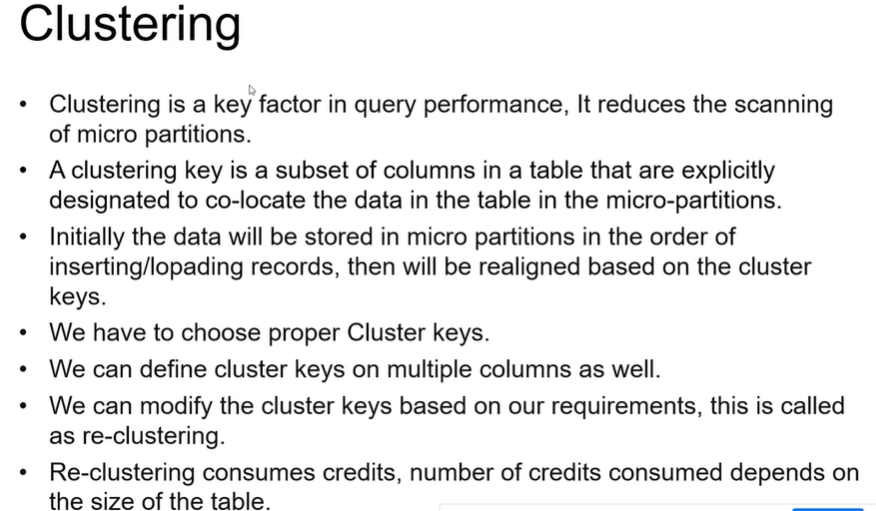 Clustering
• Clustering is a key factor in query performance, It reduces the scanning
of micro partitions.
• A clustering key is a subset of columns in a table that are explicitly
designated to co-locate the data in the table in the micro-partitions.
• Initially the data will be stored in micro partitions in the order of
inserting/lopading records, then will be realigned based on the cluster
keys.
• We have to choose proper Cluster keys.
• We can define cluster keys on multiple columns as well.
• We can modify the cluster keys based on our requirements, this is called
as re-clustering.
• Re-clustering consumes credits, number of credits consumed depends on
the size of the table.